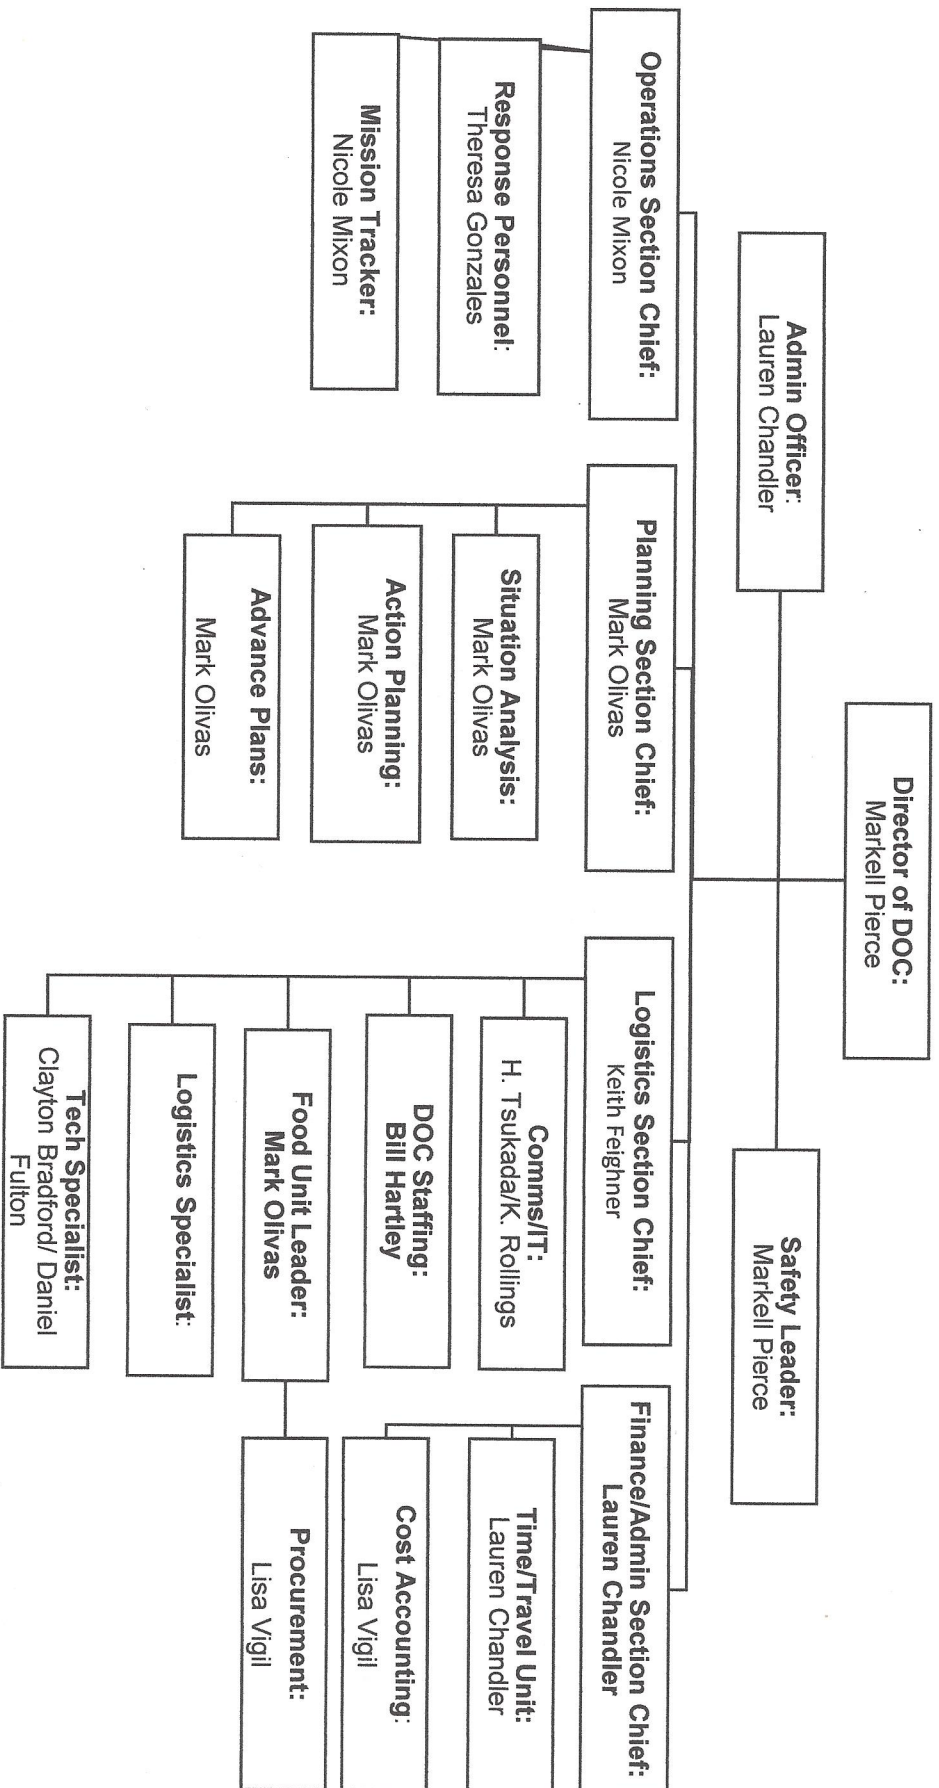 Director of DOC:
Markell Pierce
Admin Officer:
Lauren Chandler
Safety Leader:
Markell Pierce
Operations Section Chief:
Nicole Mixon
Response Personnel:
Theresa Gonzales
Mission Tracker:
Nicole Mixon
Planning Section Chief:
Mark Olivas
Situation Analysis:
Mark Olivas
Action Planning:
Mark Olivas
Advance Plans:
Mark Olivas
Logistics Section Chief:
Keith Feighner
Comms/IT:
H. Tsukada/K. Rollings
DOC Staffing:
Bill Hartley
Food Unit Leader:
Mark Olivas
Logistics Specialist:
Tech Specialist:
Clayton Bradford/ Daniel
Fulton
Finance/Admin Section Chief:
Lauren Chandler
Time/Travel Unit:
Lauren Chandler
Cost Accounting:
Lisa Vigil
Procurement:
Lisa Vigil